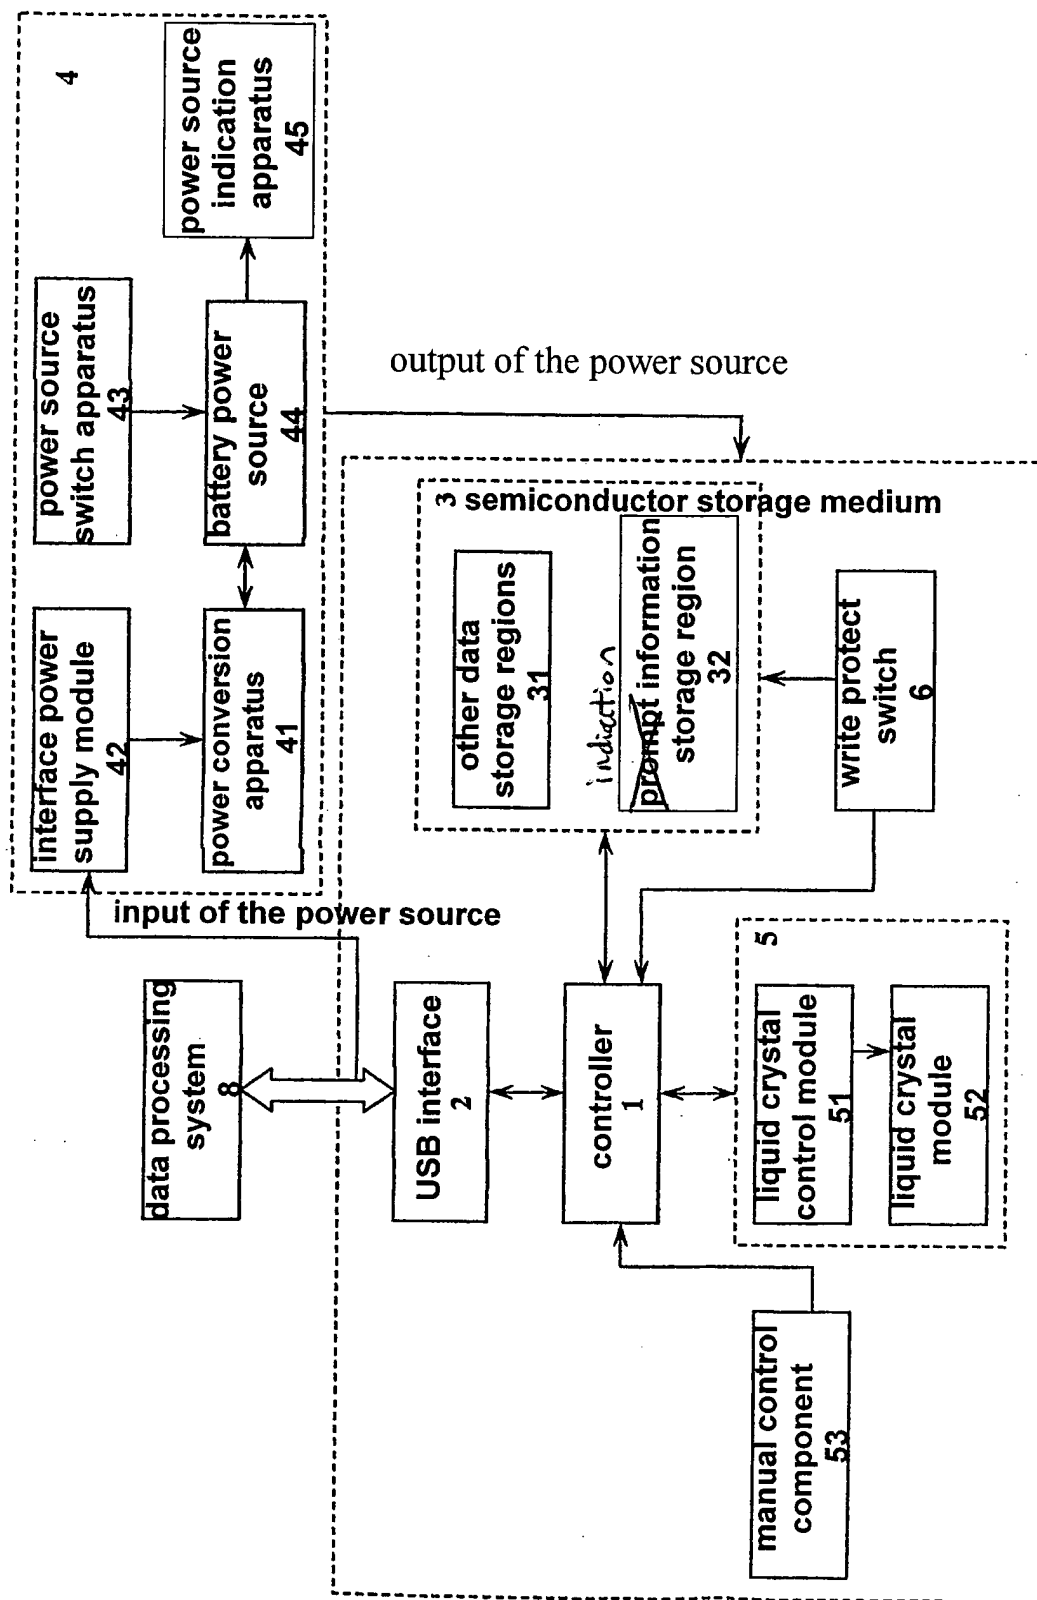 4
interface power
supply module
42
power source
switch apparatus
43
power conversion
apparatus
41
battery power
source
44
power source
indication
apparatus
45
input of the power source
output of the power source
data processing
system
8
USB interface
2
controller
1
3 semiconductor storage medium
other data
storage regions
31
indication
prompt information
storage region
32
write protect
switch
6
manual control
component
53
5
liquid crystal
control module
51
liquid crystal
module
52